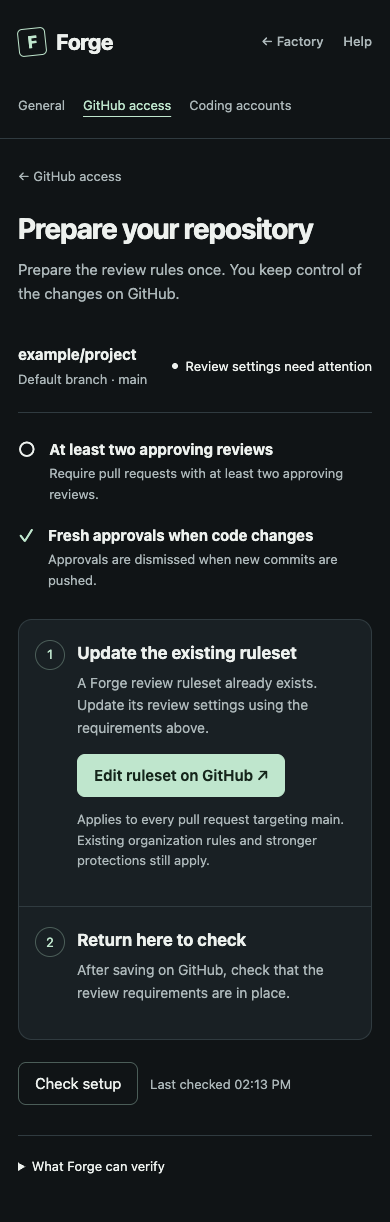 F Forge
← Factory Help
General GitHub access Coding accounts
← GitHub access
Prepare your repository
Prepare the review rules once. You keep control of
the changes on GitHub.
example/project
Default branch · main
• Review settings need attention
At least two approving reviews
Require pull requests with at least two approving
reviews.
✓ Fresh approvals when code changes
Approvals are dismissed when new commits are
pushed.
1 Update the existing ruleset
A Forge review ruleset already exists.
Update its review settings using the
requirements above.
Edit ruleset on GitHub ↗
Applies to every pull request targeting main.
Existing organization rules and stronger
protections still apply.
2 Return here to check
After saving on GitHub, check that the
review requirements are in place.
Check setup Last checked 02:13 PM
▶ What Forge can verify